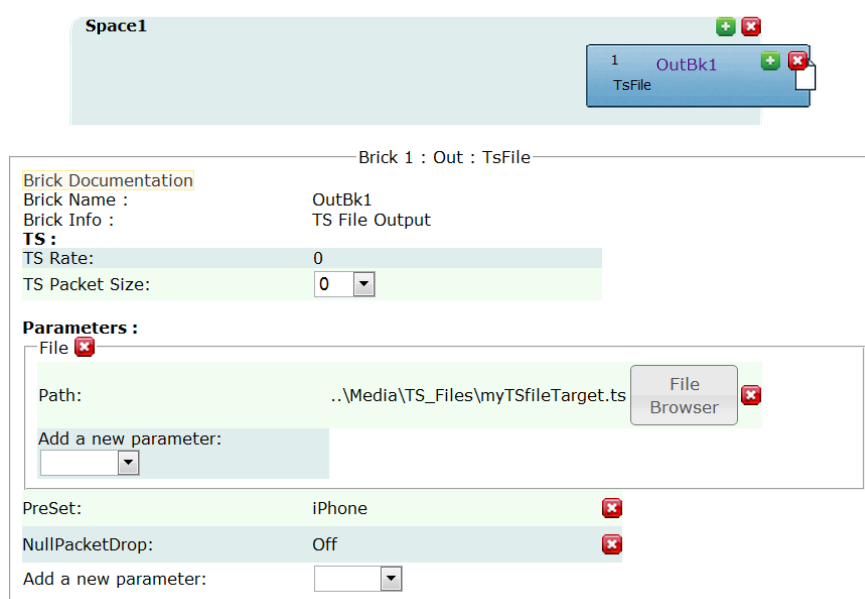 Space1
1 OutBk1
TsFile
Brick 1 : Out : TsFile
Brick Documentation
Brick Name : OutBk1
Brick Info : TS File Output
TS :
TS Rate: 0
TS Packet Size: 0
Parameters :
File
Path: ..\Media\TS_Files\myTSfileTarget.ts File Browser
Add a new parameter:
PreSet: iPhone
NullPacketDrop: Off
Add a new parameter: